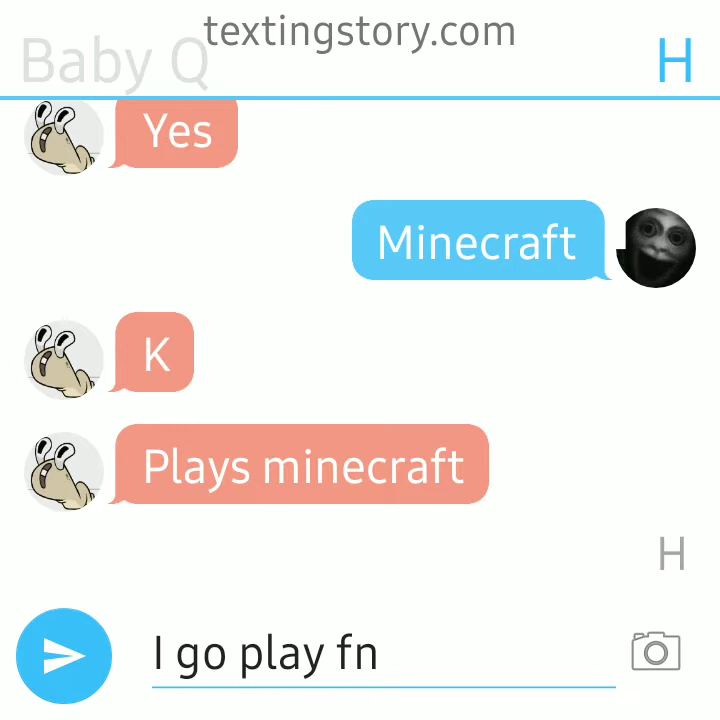 textingstory.com
Baby Q
H
Yes
Minecraft
K
Plays minecraft
H
I go play fn